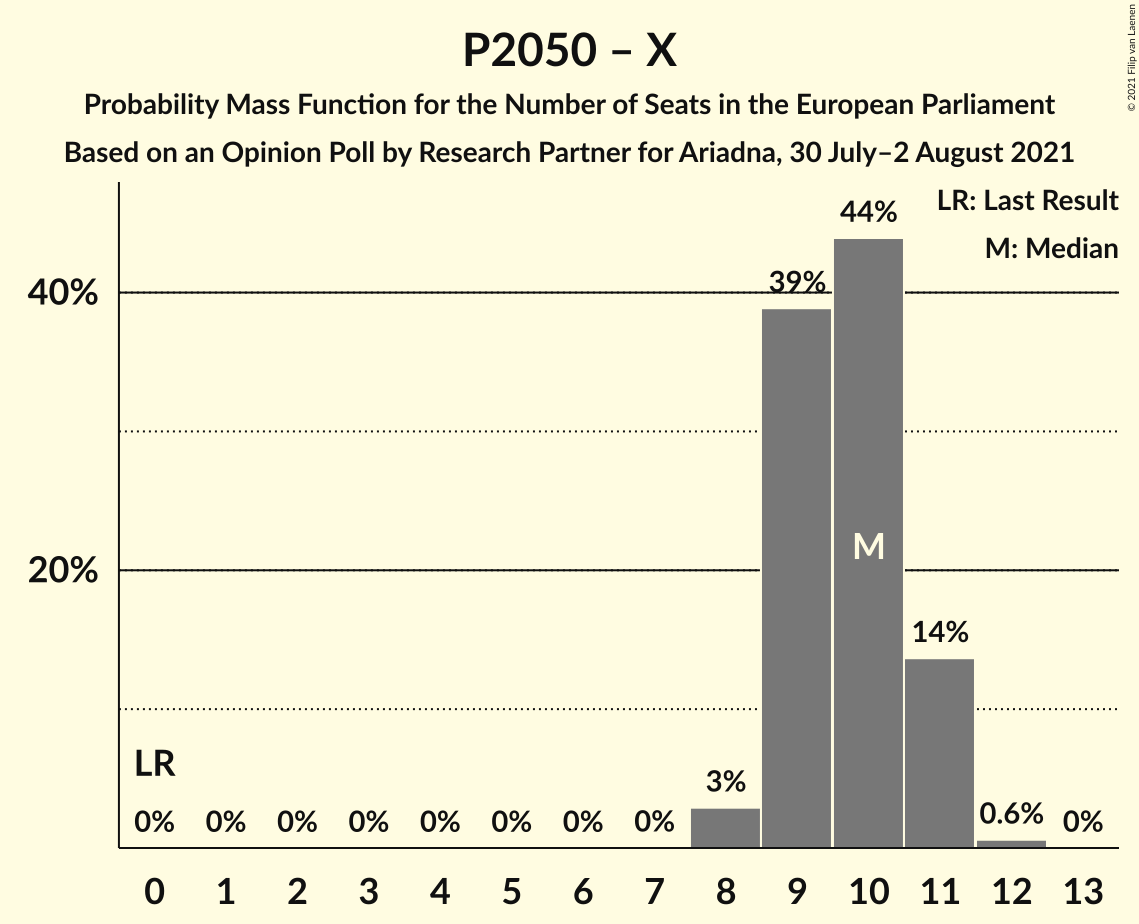 P2050 – X
Probability Mass Function for the Number of Seats in the European Parliament
Based on an Opinion Poll by Research Partner for Ariadna, 30 July–2 August 2021
© 2021 Filip van Laenen
LR: Last Result
M: Median
44%
40%
39%
M
20%
14%
LR
3%
0% 0% 0% 0% 0% 0% 0% 0% 0.6% 0%
0 1 2 3 4 5 6 7 8 9 10 11 12 13